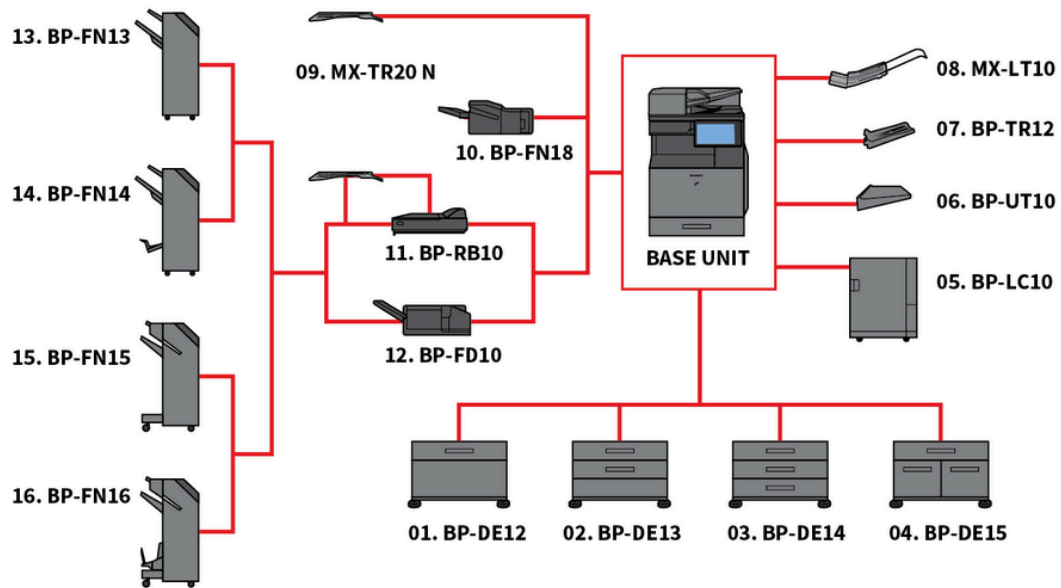 13. BP-FN13
09. MX-TR20 N
08. MX-LT10
07. BP-TR12
10. BP-FN18
14. BP-FN14
06. BP-UT10
11. BP-RB10
BASE UNIT
05. BP-LC10
15. BP-FN15
12. BP-FD10
16. BP-FN16
01. BP-DE12
02. BP-DE13
03. BP-DE14
04. BP-DE15